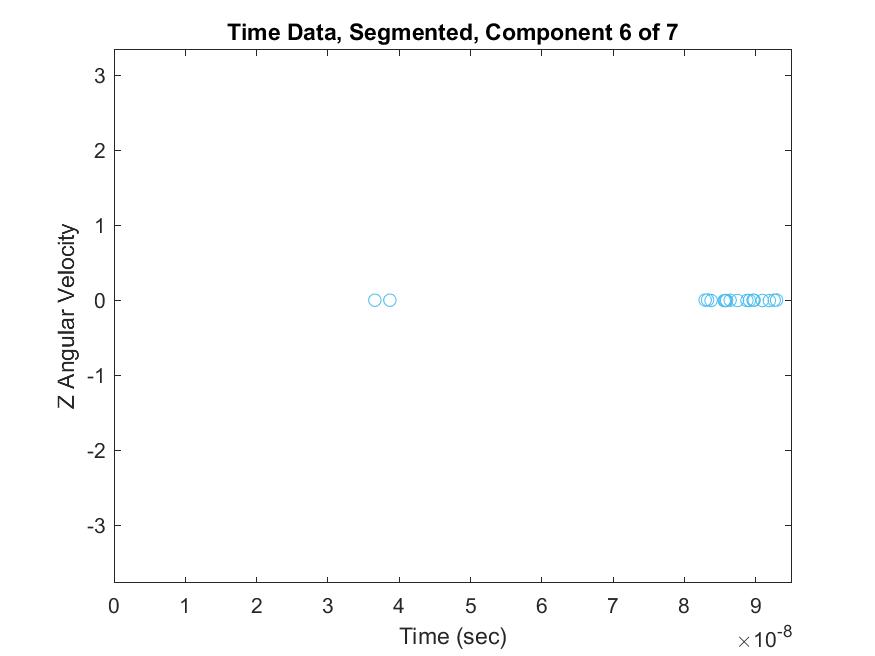 Time Data, Segmented, Component 6 of 7
3
2
1
0
-1
-2
-3
Z Angular Velocity
0 1 2 3 4 5 6 7 8 9
Time (sec)
×10-8